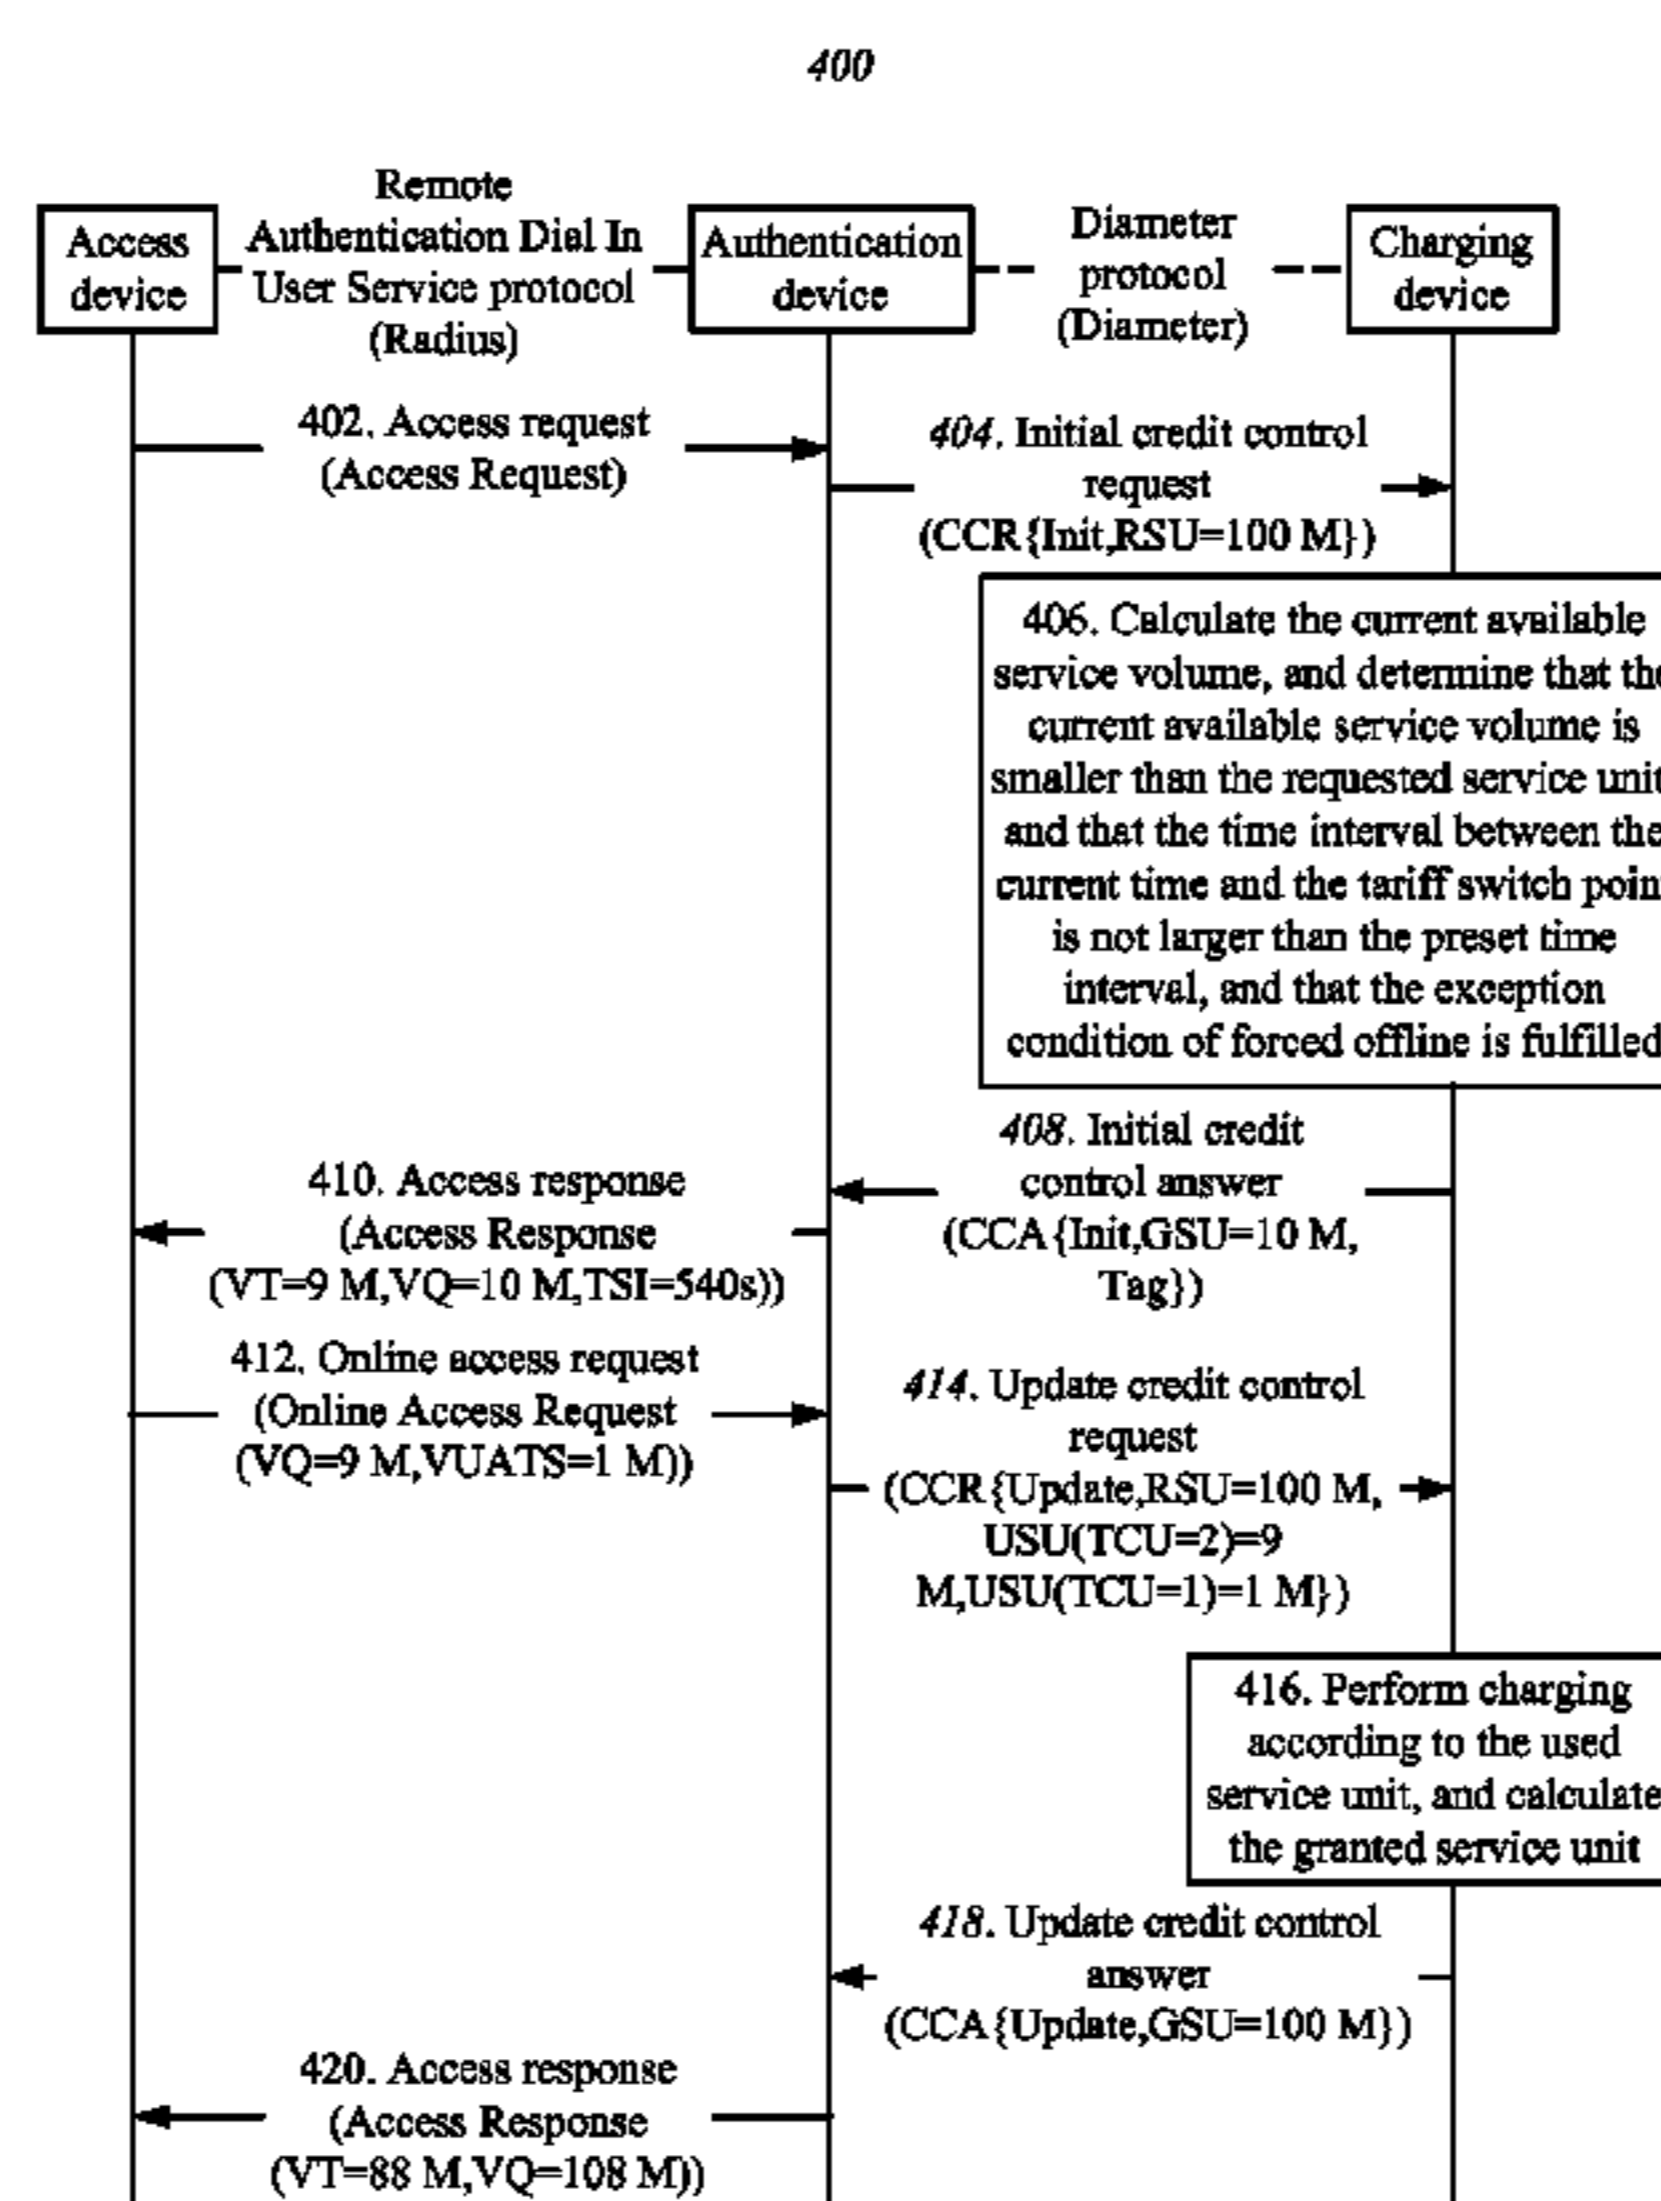 400
Access
device
Remote
Authentication Dial In
User Service protocol
(Radius)
Authentication
device
Diameter
protocol
(Diameter)
Charging
device
402. Access request
(Access Request)
404. Initial credit control
request
(CCR{Init,RSU=100 M})
406. Calculate the current available
service volume, and determine that the
current available service volume is
smaller than the requested service unit
and that the time interval between the
current time and the tariff switch point
is not larger than the preset time
interval, and that the exception
condition of forced offline is fulfilled
408. Initial credit
control answer
(CCA{Init,GSU=10 M,
Tag})
410. Access response
(Access Response
(VT=9 M,VQ=10 M,TSI=540s))
412. Online access request
(Online Access Request
(VQ=9 M,VUATS=1 M))
414. Update credit control
request
(CCR{Update,RSU=100 M,
USU(TCU=2)=9
M,USU(TCU=1)=1 M})
416. Perform charging
according to the used
service unit, and calculate
the granted service unit
418. Update credit control
answer
(CCA{Update,GSU=100 M})
420. Access response
(Access Response
(VT=88 M,VQ=108 M))